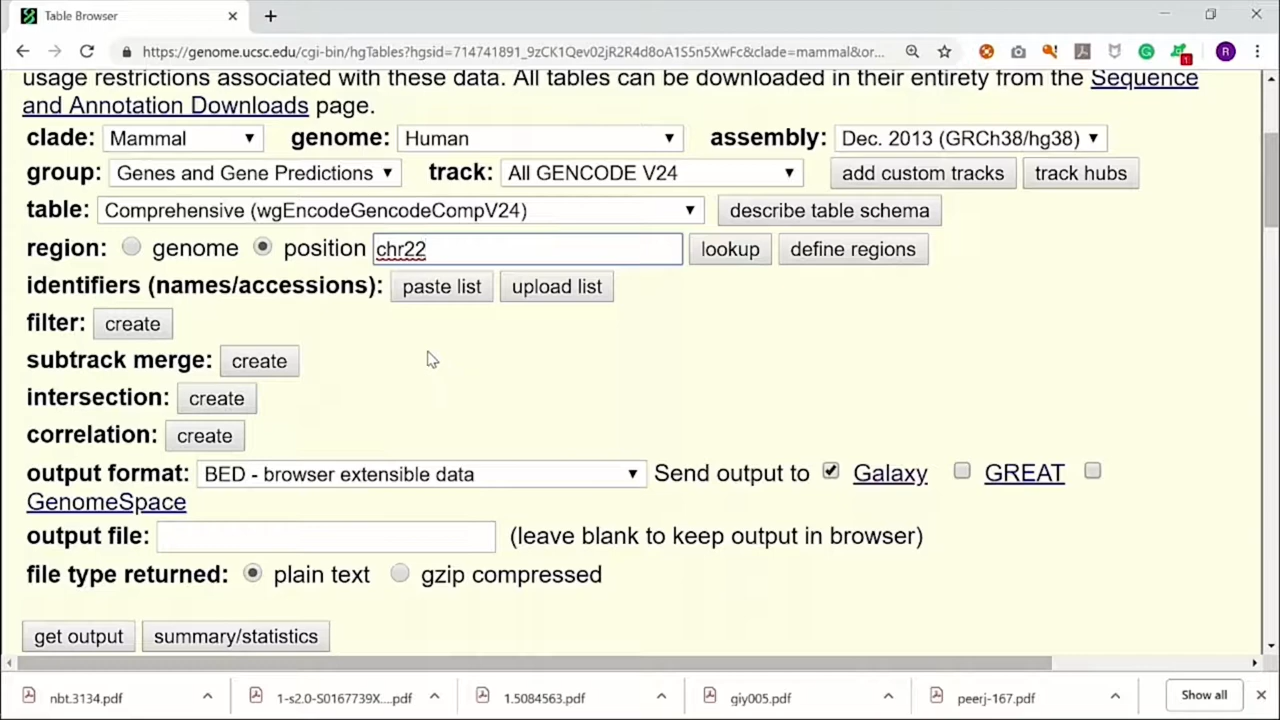 Table Browser
https://genome.ucsc.edu/cgi-bin/hgTables?hgsid=714741891_9zCK1Qev02jR2R4d8oA1S5n5XwFc&clade=mammal&or...
R
1
usage restrictions associated with these data. All tables can be downloaded in their entirety from the Sequence
and Annotation Downloads page.
clade: Mammal genome: Human assembly: Dec. 2013 (GRCh38/hg38)
group: Genes and Gene Predictions track: All GENCODE V24 add custom tracks track hubs
table: Comprehensive (wgEncodeGencodeCompV24) describe table schema
region: genome position chr22 lookup define regions
identifiers (names/accessions): paste list upload list
filter: create
subtrack merge: create
intersection: create
correlation: create
output format: BED - browser extensible data Send output to Galaxy GREAT
GenomeSpace
output file: (leave blank to keep output in browser)
file type returned: plain text gzip compressed
get output summary/statistics
nbt.3134.pdf 1-s2.0-S0167739X....pdf 1.5084563.pdf giy005.pdf peerj-167.pdf Show all